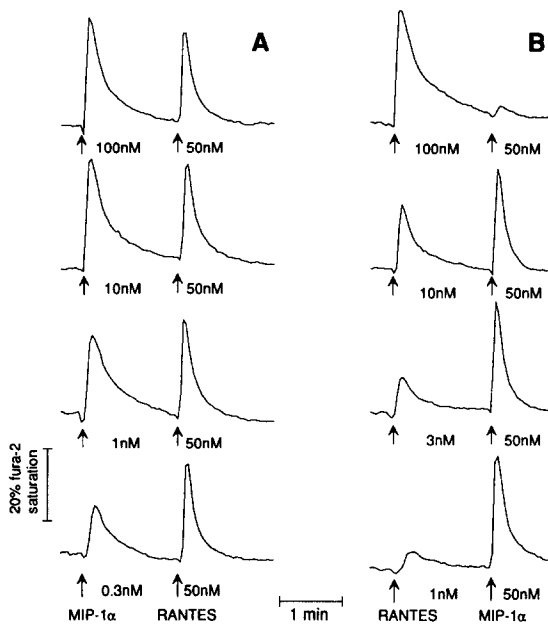 A B
100nM 50nM 100nM 50nM
10nM 50nM 10nM 50nM
1nM 50nM 3nM 50nM
20% fura-2
saturation
0.3nM 50nM 1nM 50nM
MIP-1α RANTES 1 min RANTES MIP-1α